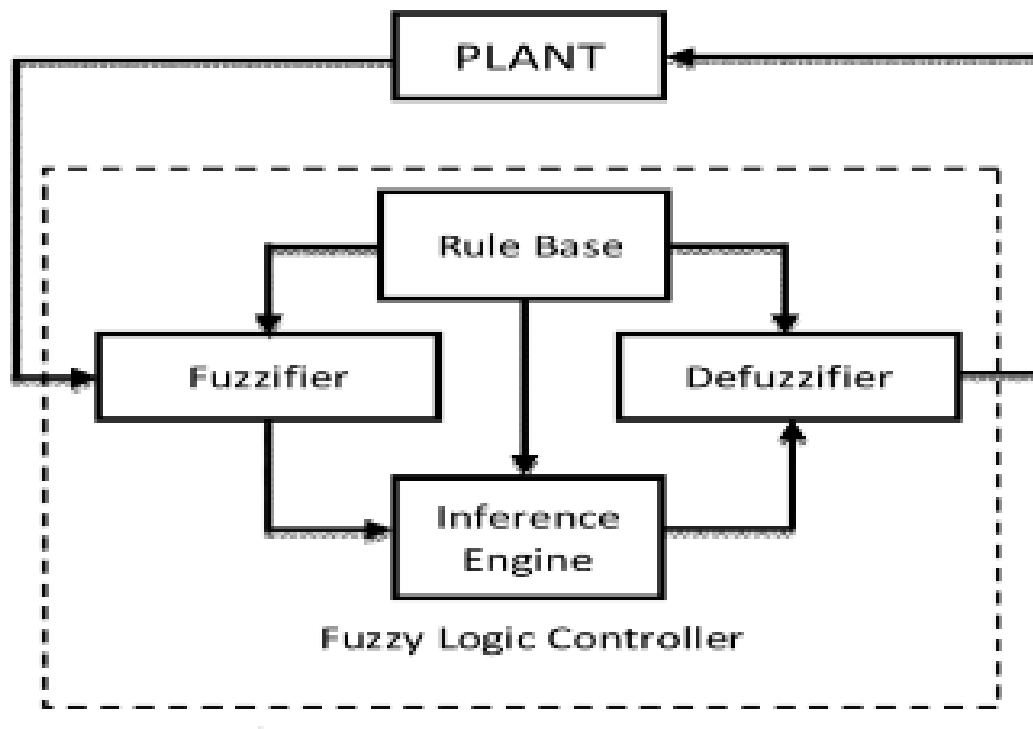 PLANT
Rule Base
Fuzzifier
Defuzzifier
Inference
Engine
Fuzzy Logic Controller